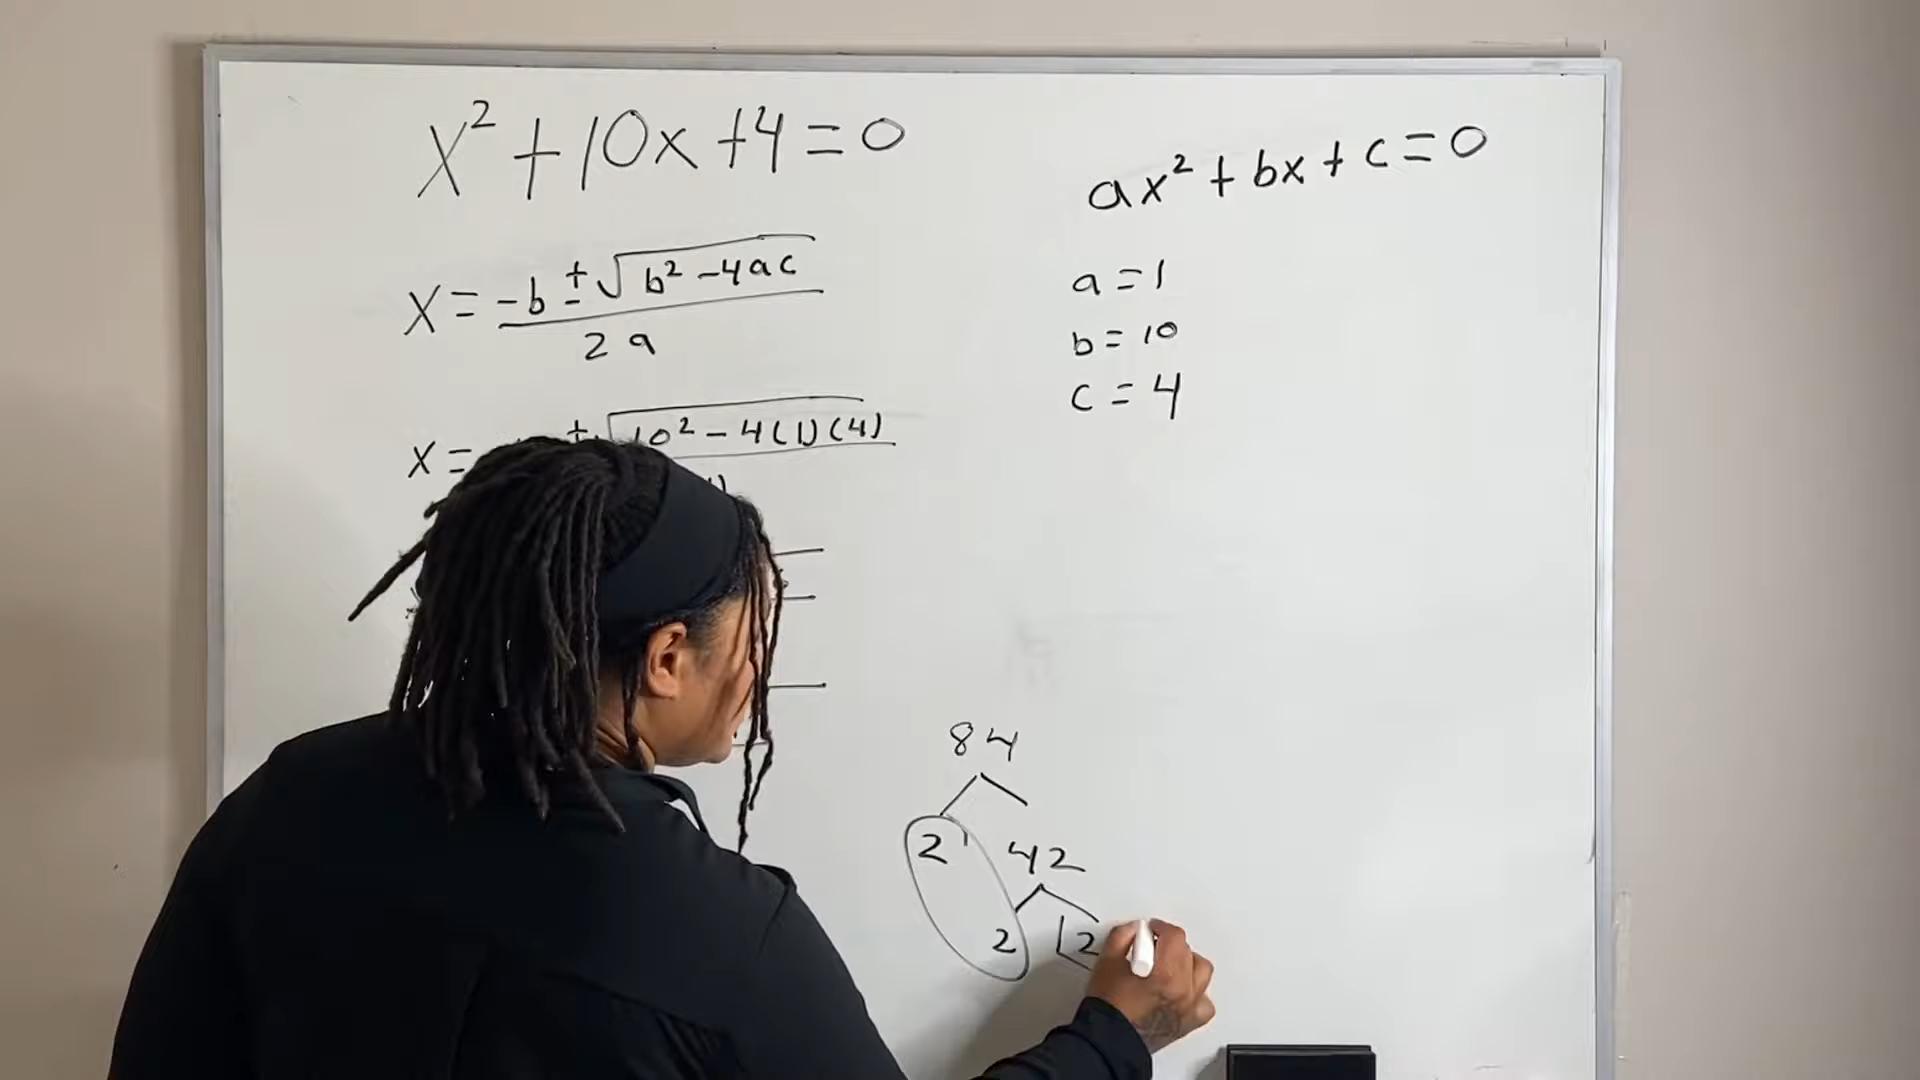 x² + 10x + 4 = 0
ax² + bx + c = 0
x = -b ± √b² - 4ac
2a
a = 1
b = 10
c = 4
x = ± √10² - 4(1)(4)
84
2 42
2 2